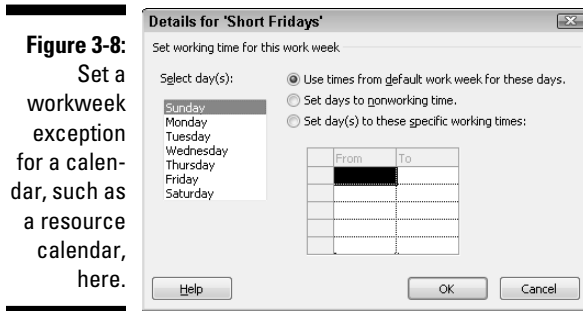 Figure 3-8:
Set a
workweek
exception
for a calen-
dar, such as
a resource
calendar,
here.
Details for 'Short Fridays'
Set working time for this work week
Select day(s):
Sunday
Monday
Tuesday
Wednesday
Thursday
Friday
Saturday
Use times from default work week for these days.
Set days to nonworking time.
Set day(s) to these specific working times:
From To
Help OK Cancel